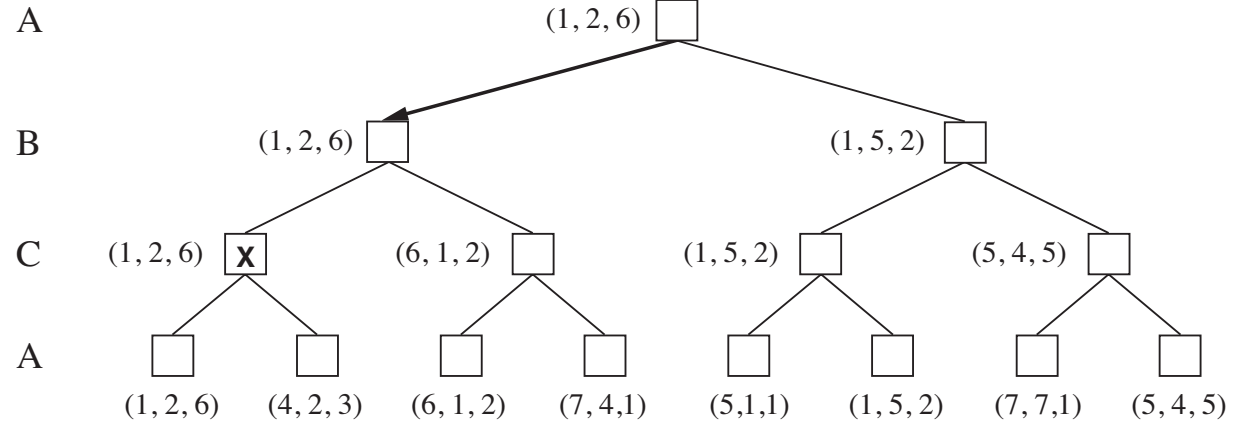 A (1, 2, 6)
B (1, 2, 6) (1, 5, 2)
C (1, 2, 6) X (6, 1, 2) (1, 5, 2) (5, 4, 5)
A
(1, 2, 6) (4, 2, 3) (6, 1, 2) (7, 4,1) (5,1,1) (1, 5, 2) (7, 7,1) (5, 4, 5)